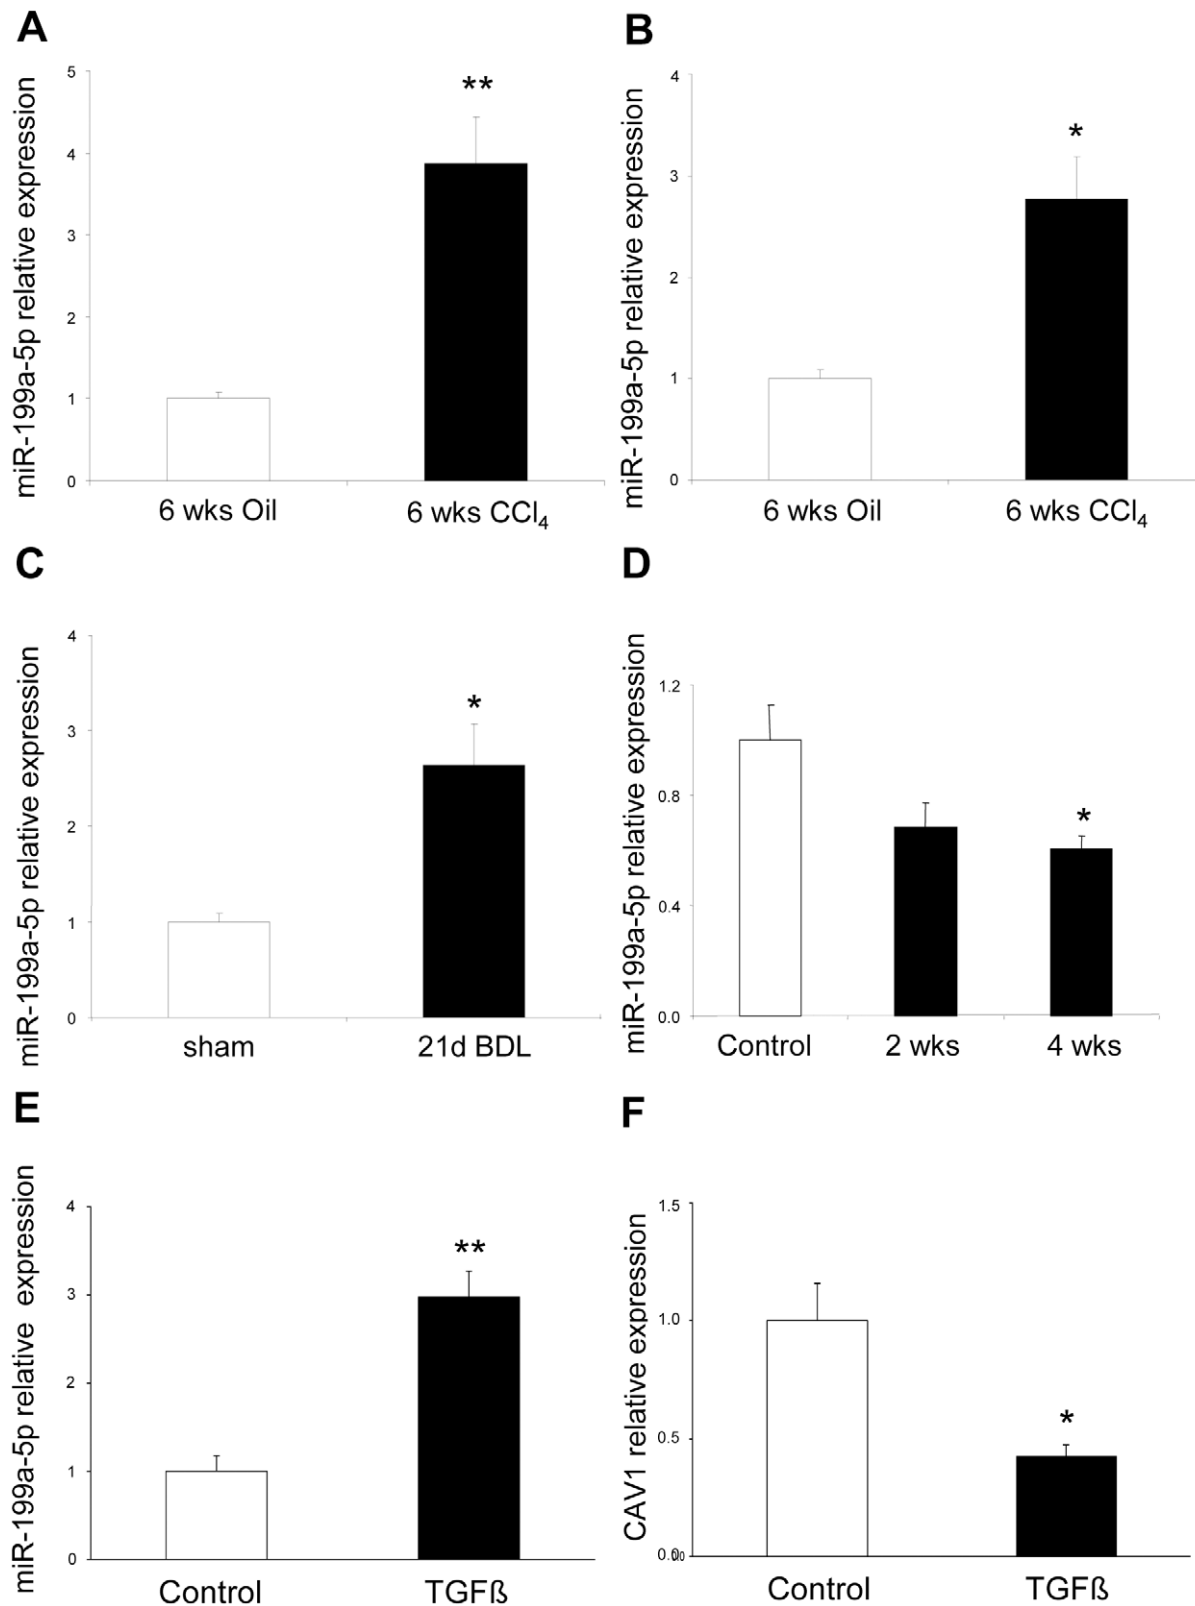 A
miR-199a-5p relative expression
5
4
3
2
1
0
**
6 wks Oil
6 wks CCl₄
B
miR-199a-5p relative expression
4
3
2
1
0
*
6 wks Oil
6 wks CCl₄
C
miR-199a-5p relative expression
4
3
2
1
0
*
sham
21d BDL
D
miR-199a-5p relative expression
1.2
0.8
0.4
0.0
*
Control
2 wks
4 wks
E
miR-199a-5p relative expression
4
3
2
1
0
**
Control
TGFß
F
CAV1 relative expression
1.5
1.0
0.5
0.0
*
Control
TGFß